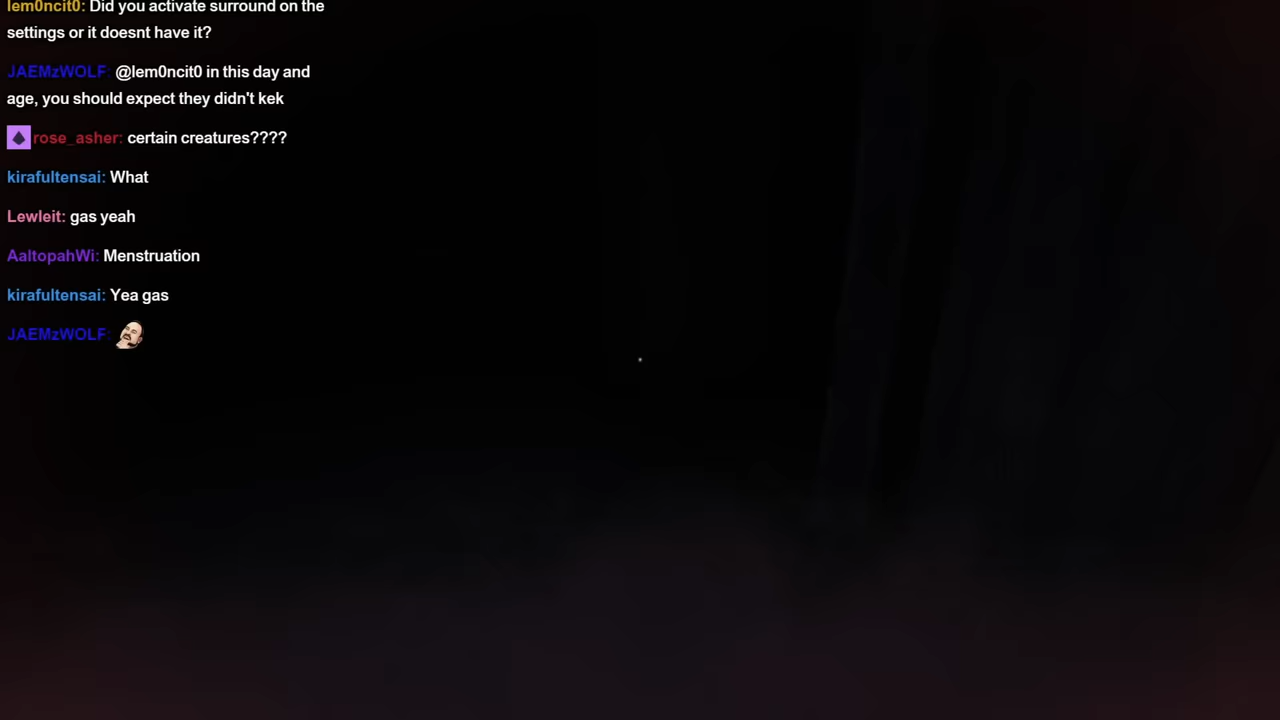 lem0ncit0: Did you activate surround on the
settings or it doesnt have it?
JAEMzWOLF: @lem0ncit0 in this day and
age, you should expect they didn't kek
rose_asher: certain creatures????
kirafultensai: What
Lewleit: gas yeah
AaltopahWi: Menstruation
kirafultensai: Yea gas
JAEMzWOLF: